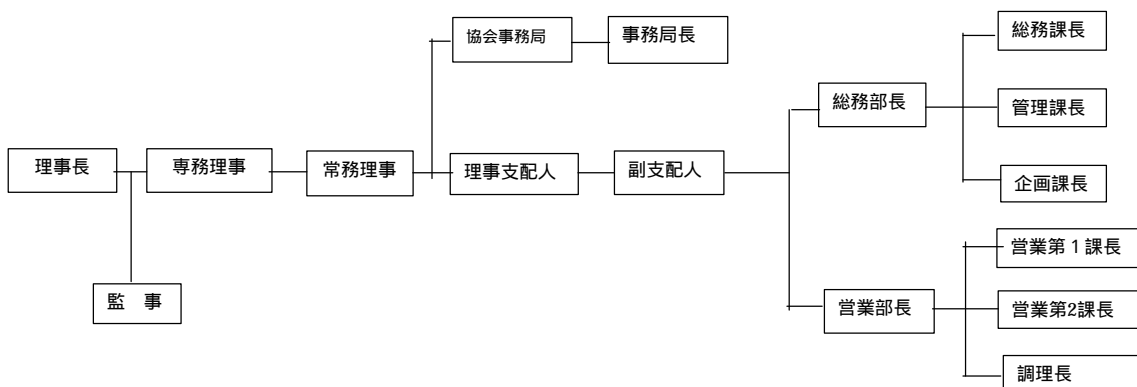 協会事務局
事務局長
総務課長
総務部長
管理課長
理事長
専務理事
常務理事
理事支配人
副支配人
企画課長
監　事
営業部長
営業第１課長
営業第2課長
調理長